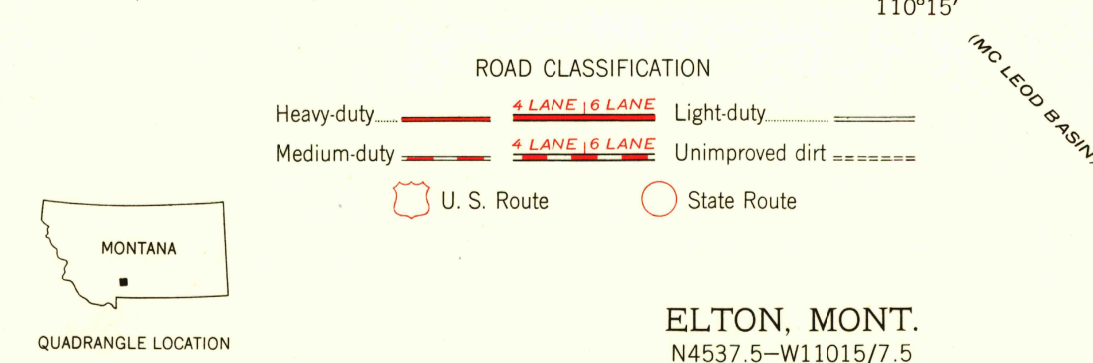 110°15′
(MC LEOD BASIN)
ROAD CLASSIFICATION
Heavy-duty 4 LANE | 6 LANE Light-duty
Medium-duty 4 LANE | 6 LANE Unimproved dirt
U. S. Route State Route
MONTANA
QUADRANGLE LOCATION
ELTON, MONT.
N4537.5—W11015/7.5